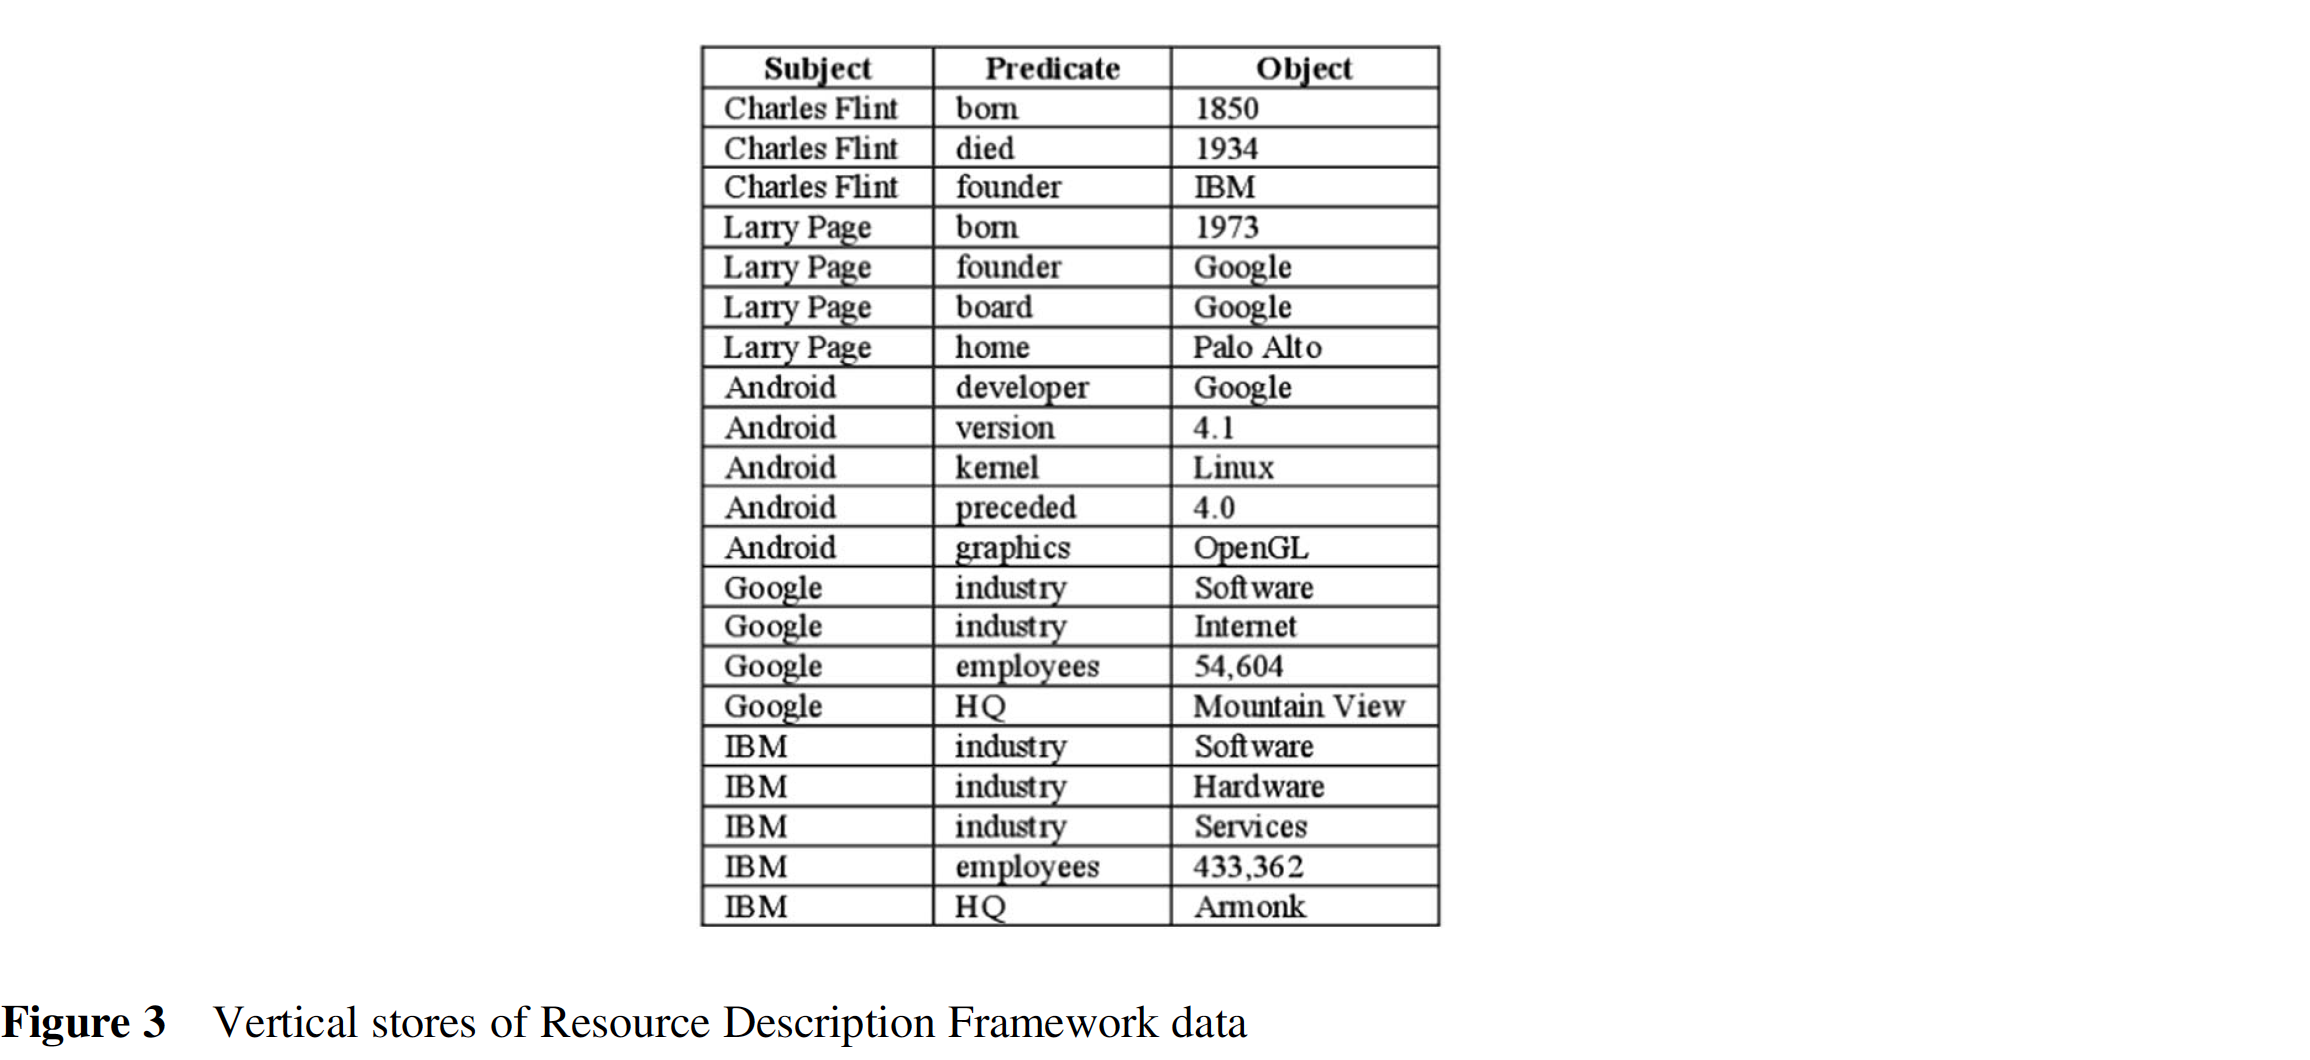 Subject Predicate Object
Charles Flint born 1850
Charles Flint died 1934
Charles Flint founder IBM
Larry Page born 1973
Larry Page founder Google
Larry Page board Google
Larry Page home Palo Alto
Android developer Google
Android version 4.1
Android kernel Linux
Android preceded 4.0
Android graphics OpenGL
Google industry Software
Google industry Internet
Google employees 54,604
Google HQ Mountain View
IBM industry Software
IBM industry Hardware
IBM industry Services
IBM employees 433,362
IBM HQ Armonk
Figure 3 Vertical stores of Resource Description Framework data